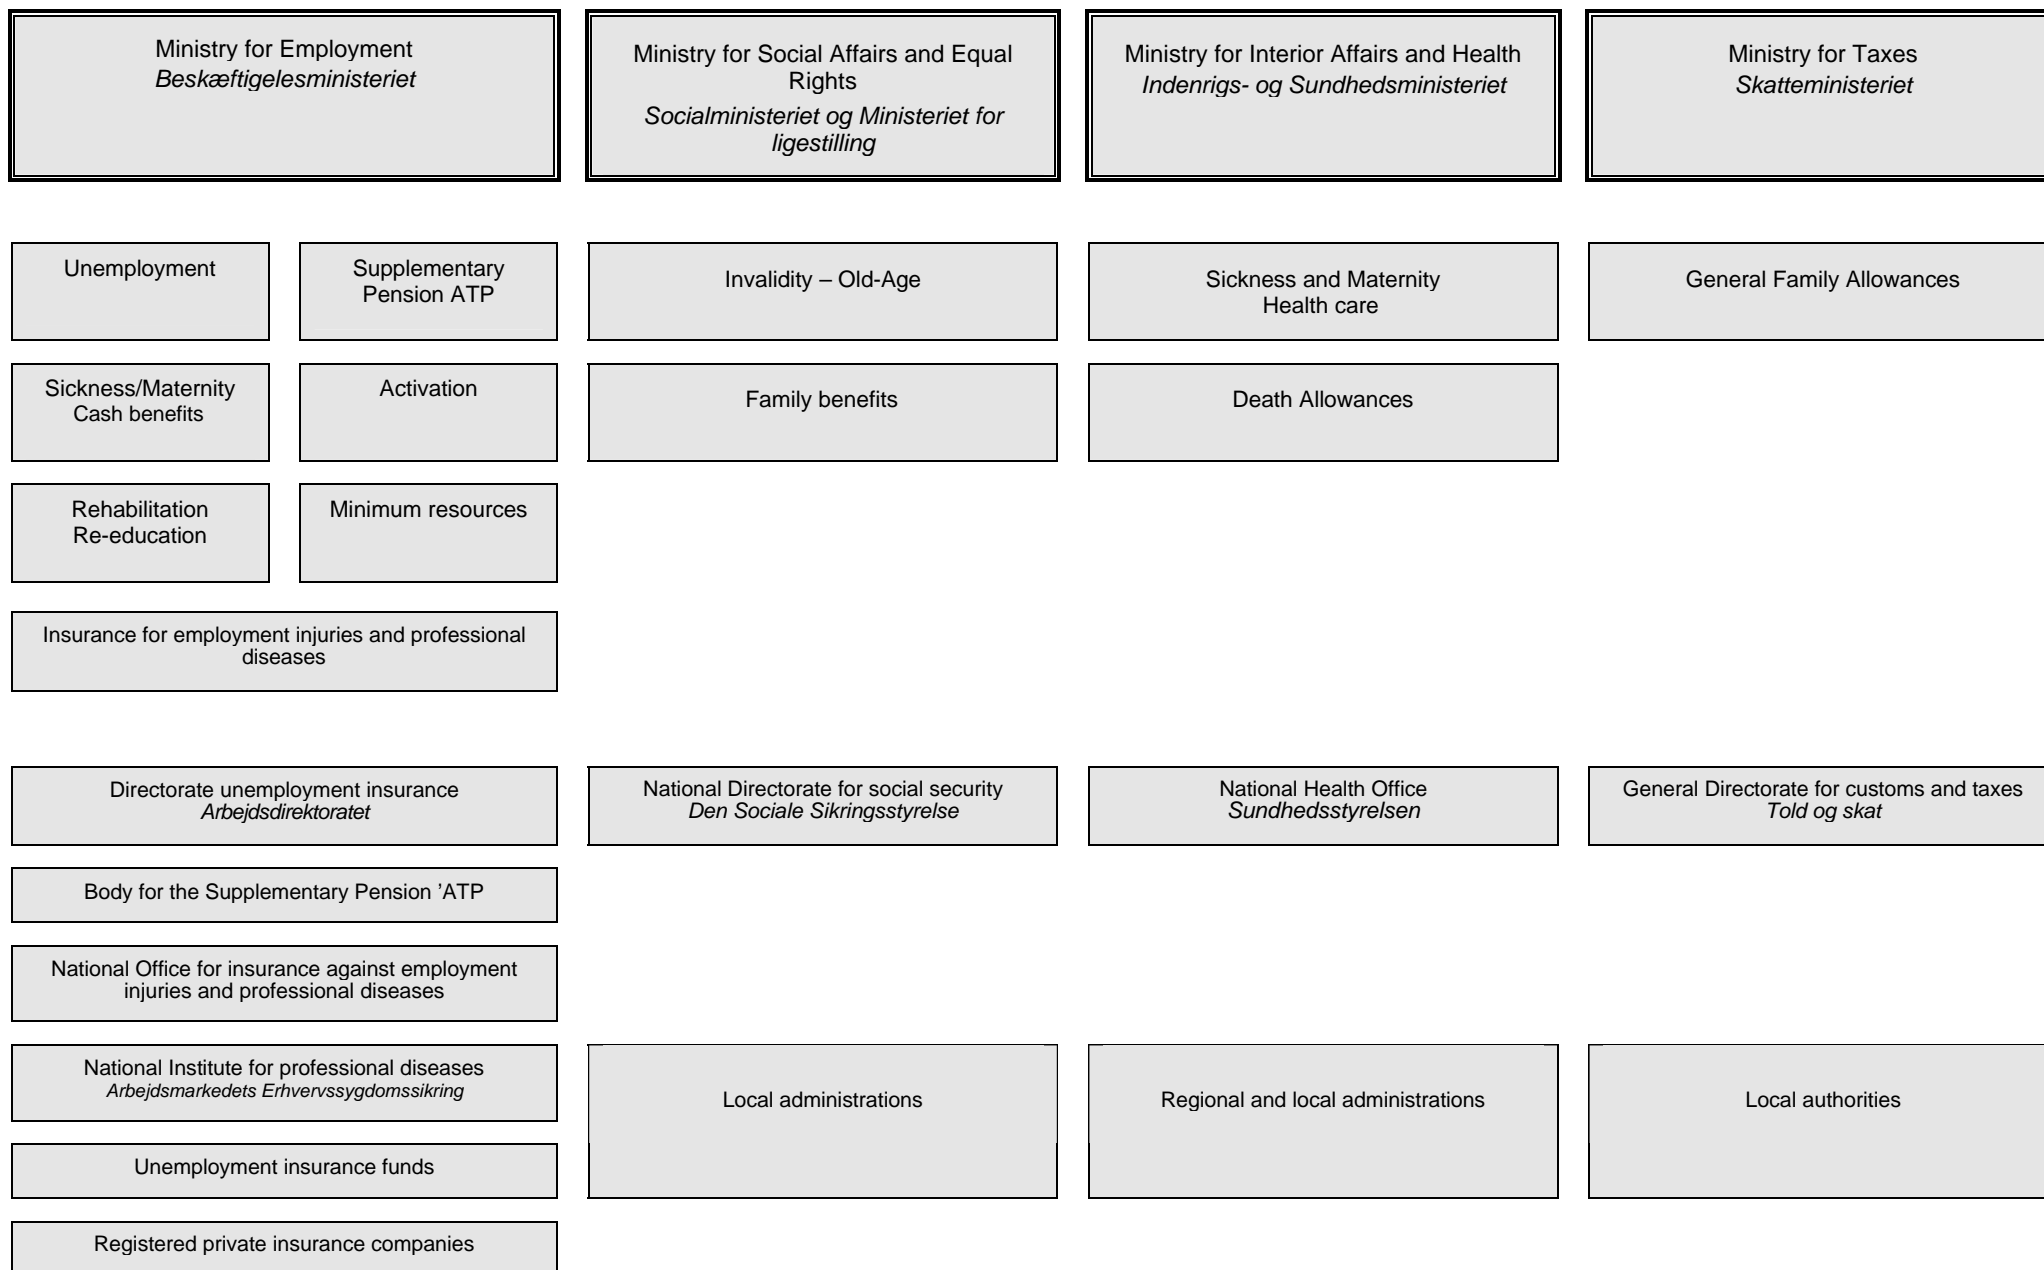 Ministry for Employment
Beskæftigelesministeriet
Ministry for Social Affairs and Equal
Rights
Socialministeriet og Ministeriet for
ligestilling
Ministry for Interior Affairs and Health
Indenrigs- og Sundhedsministeriet
Ministry for Taxes
Skatteministeriet
Unemployment
Supplementary
Pension ATP
Invalidity – Old-Age
Sickness and Maternity
Health care
General Family Allowances
Sickness/Maternity
Cash benefits
Activation
Family benefits
Death Allowances
Rehabilitation
Re-education
Minimum resources
Insurance for employment injuries and professional
diseases
Directorate unemployment insurance
Arbejdsdirektoratet
National Directorate for social security
Den Sociale Sikringsstyrelse
National Health Office
Sundhedsstyrelsen
General Directorate for customs and taxes
Told og skat
Body for the Supplementary Pension ’ATP
National Office for insurance against employment
injuries and professional diseases
National Institute for professional diseases
Arbejdsmarkedets Erhvervssygdomssikring
Local administrations
Regional and local administrations
Local authorities
Unemployment insurance funds
Registered private insurance companies